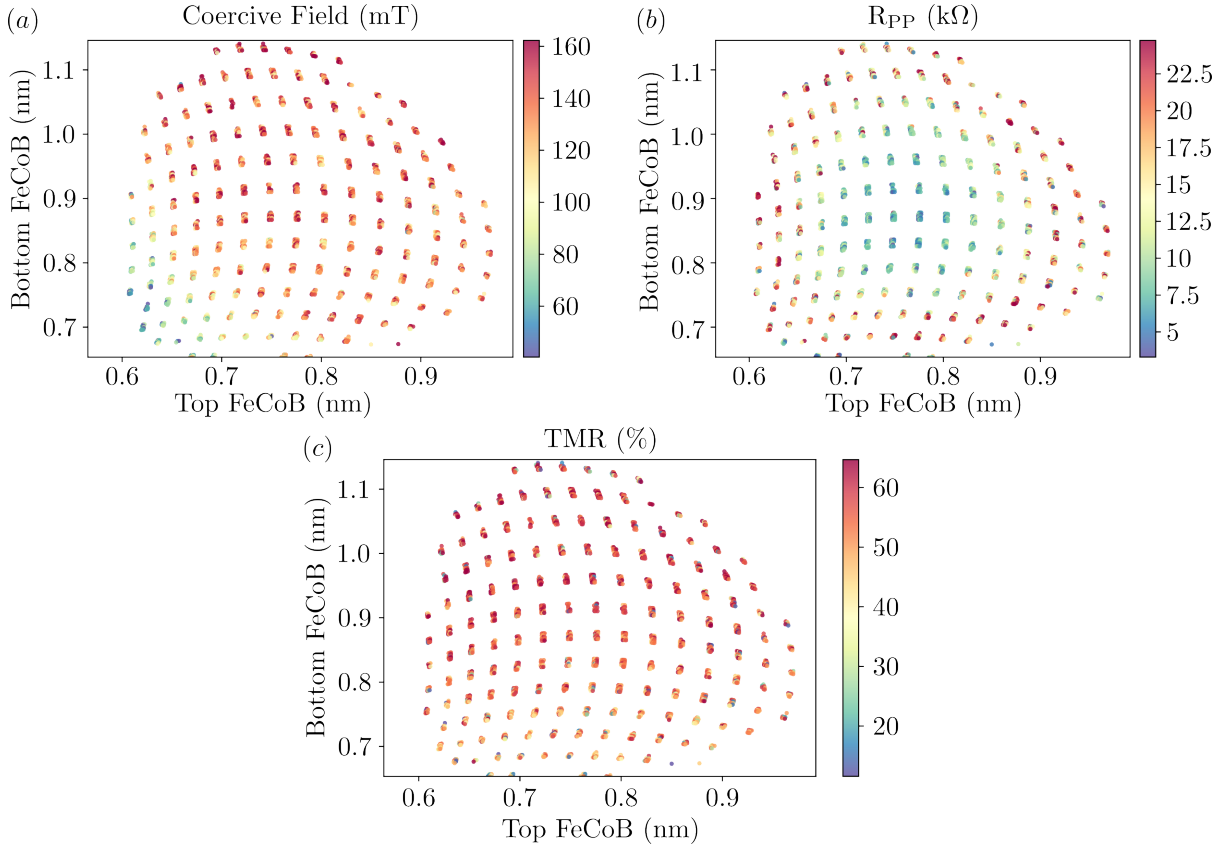 (a)
Coercive Field (mT)
1.1
1.0
0.9
0.8
0.7
Bottom FeCoB (nm)
0.6 0.7 0.8 0.9
Top FeCoB (nm)
160
140
120
100
80
60
(b)
R_PP (kΩ)
1.1
1.0
0.9
0.8
0.7
Bottom FeCoB (nm)
0.6 0.7 0.8 0.9
Top FeCoB (nm)
22.5
20
17.5
15
12.5
10
7.5
5
(c)
TMR (%)
1.1
1.0
0.9
0.8
0.7
Bottom FeCoB (nm)
0.6 0.7 0.8 0.9
Top FeCoB (nm)
60
50
40
30
20